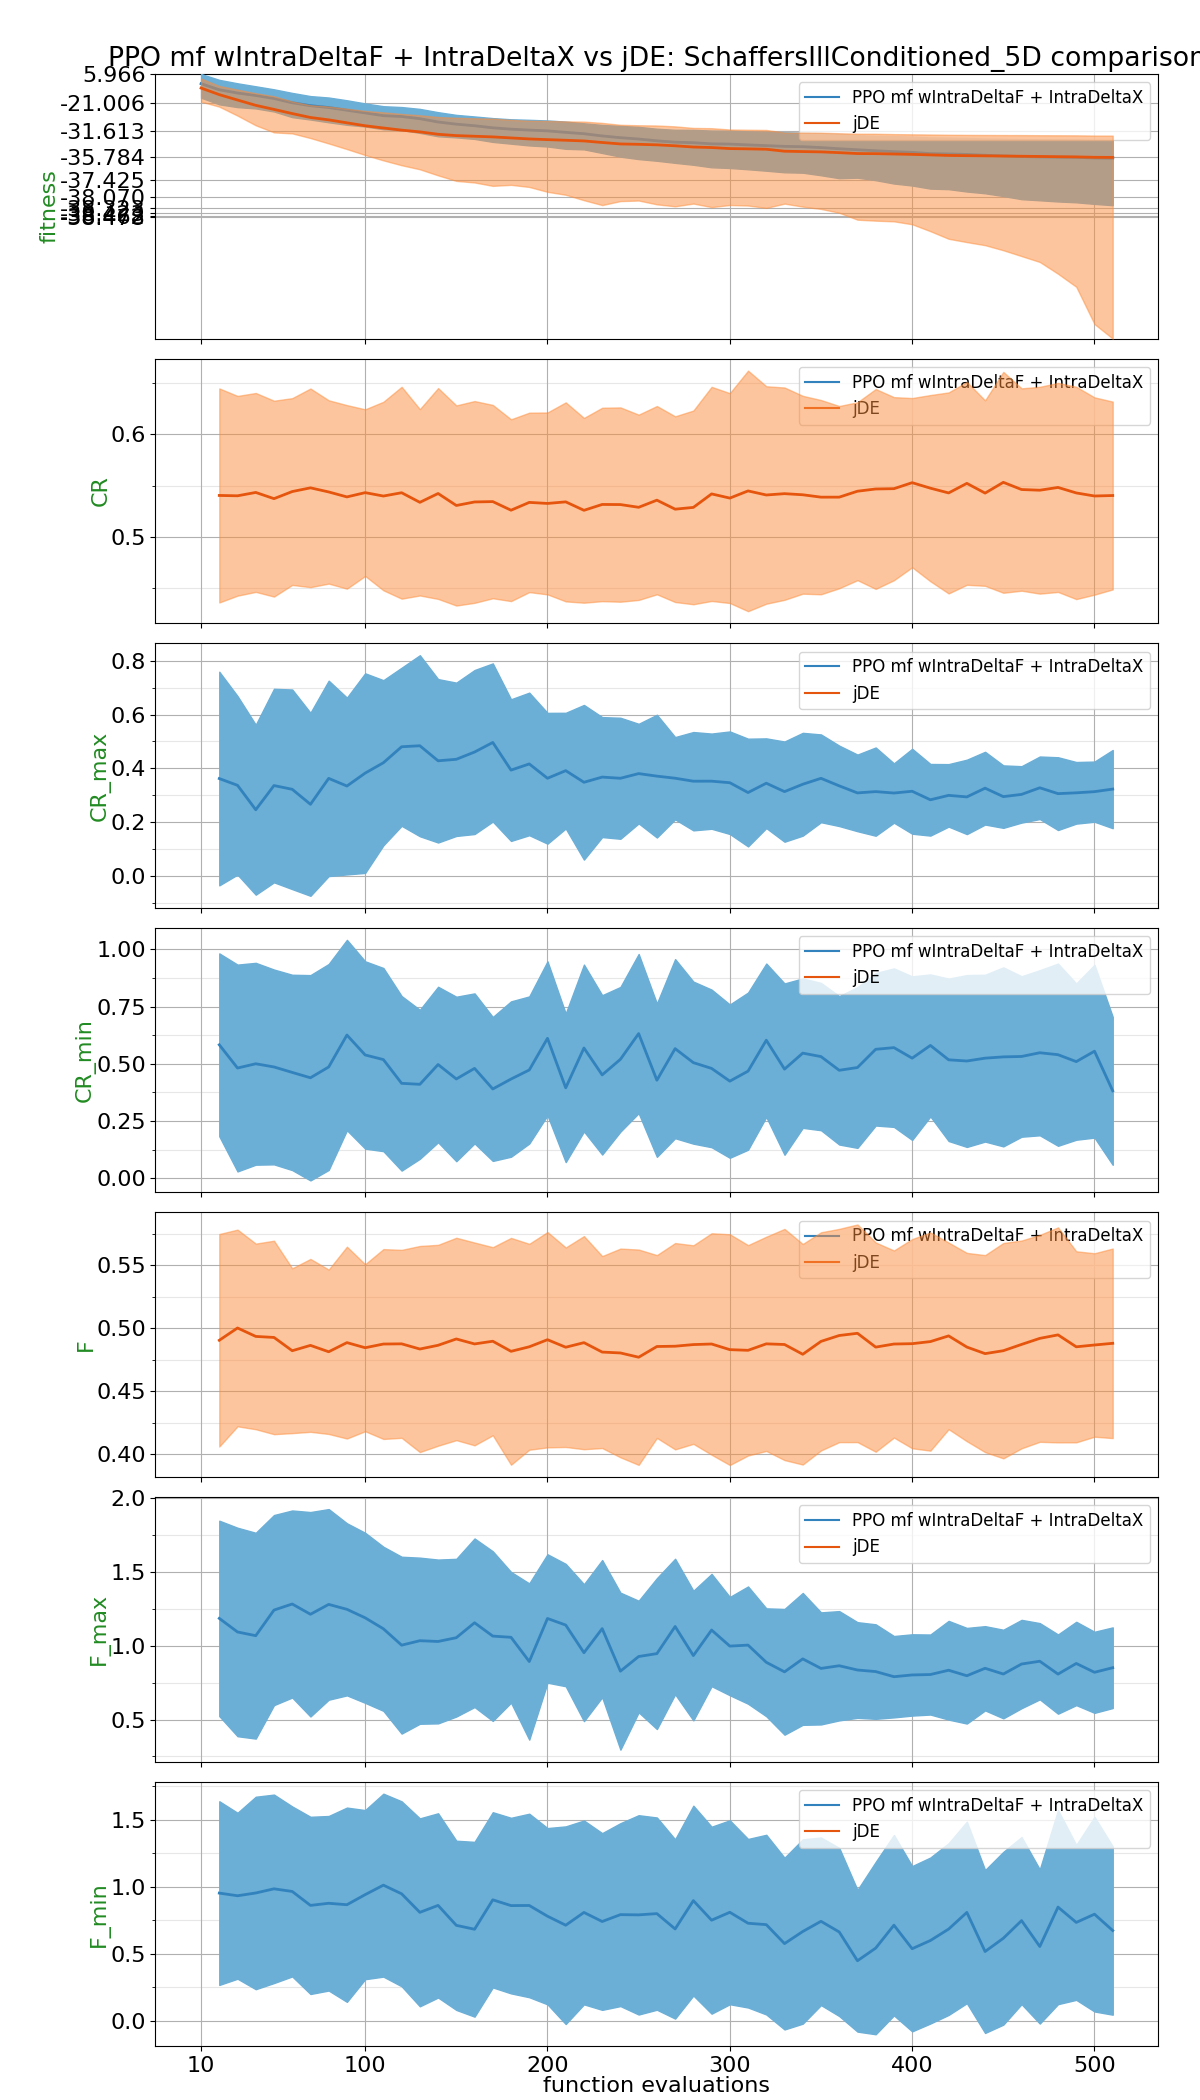 PPO mf wIntraDeltaF + IntraDeltaX vs jDE: SchaffersIllConditioned_5D comparison
5.966
-21.006
-31.613
-35.784
-37.425
-38.070
fitness
PPO mf wIntraDeltaF + IntraDeltaX
jDE
0.6
0.5
CR
PPO mf wIntraDeltaF + IntraDeltaX
jDE
0.8
0.6
0.4
0.2
0.0
CR_max
PPO mf wIntraDeltaF + IntraDeltaX
jDE
1.00
0.75
0.50
0.25
0.00
CR_min
PPO mf wIntraDeltaF + IntraDeltaX
jDE
0.55
0.50
0.45
0.40
F
PPO mf wIntraDeltaF + IntraDeltaX
jDE
2.0
1.5
1.0
0.5
F_max
PPO mf wIntraDeltaF + IntraDeltaX
jDE
1.5
1.0
0.5
0.0
F_min
PPO mf wIntraDeltaF + IntraDeltaX
jDE
10 100 200 300 400 500
function evaluations